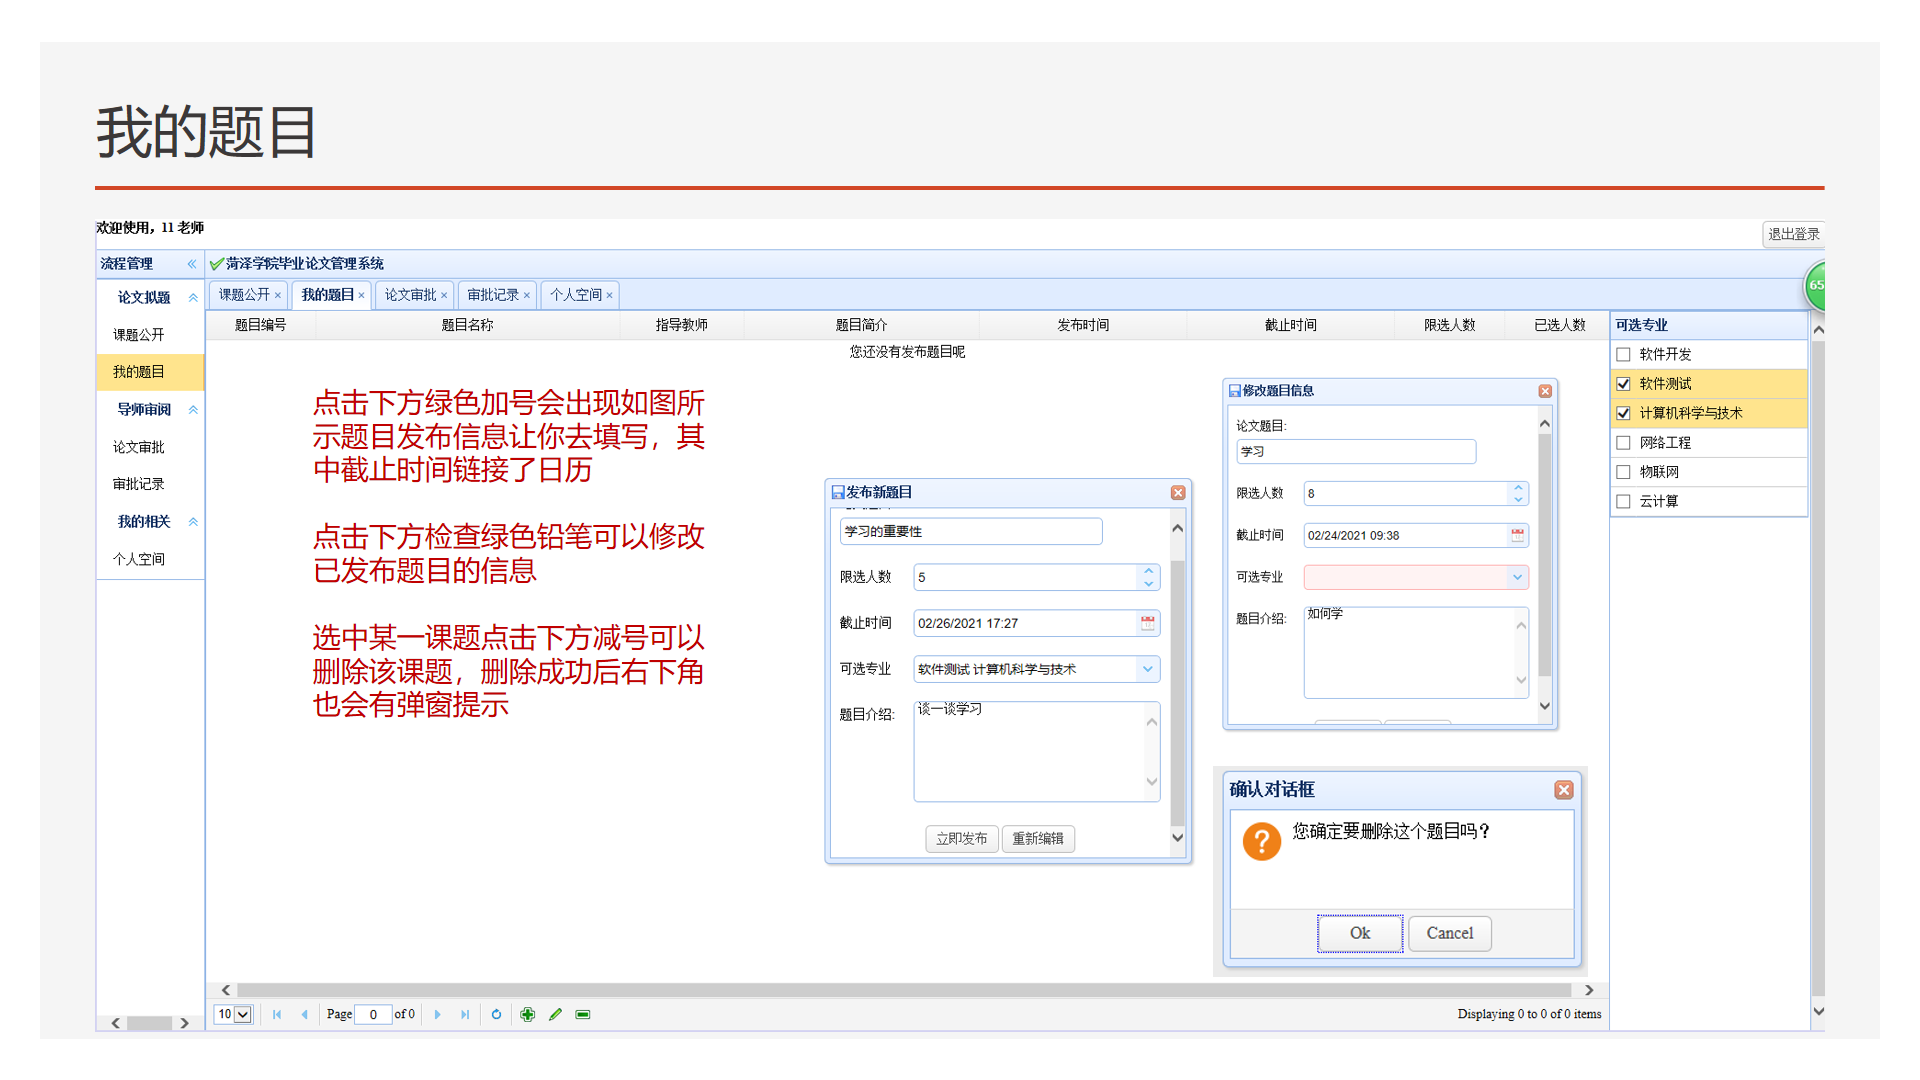 我的题目
欢迎使用，11 老师
退出登录
流程管理
菏泽学院毕业论文管理系统
65
论文拟题
课题公开
我的题目
导师审阅
论文审批
审批记录
我的相关
个人空间
课题公开 × 我的题目 × 论文审批 × 审批记录 × 个人空间 ×
题目编号 题目名称 指导教师 题目简介 发布时间 截止时间 限选人数 已选人数
您还没有发布题目呢
可选专业
软件开发
软件测试
计算机科学与技术
网络工程
物联网
云计算
点击下方绿色加号会出现如图所
示题目发布信息让你去填写，其
中截止时间链接了日历
点击下方检查绿色铅笔可以修改
已发布题目的信息
选中某一课题点击下方减号可以
删除该课题，删除成功后右下角
也会有弹窗提示
发布新题目
学习的重要性
限选人数 5
截止时间 02/26/2021 17:27
可选专业 软件测试 计算机科学与技术
题目介绍: 谈一谈学习
立即发布 重新编辑
修改题目信息
论文题目:
学习
限选人数 8
截止时间 02/24/2021 09:38
可选专业
题目介绍: 如何学
确认对话框
您确定要删除这个题目吗？
Ok Cancel
10 Page 0 of 0
Displaying 0 to 0 of 0 items